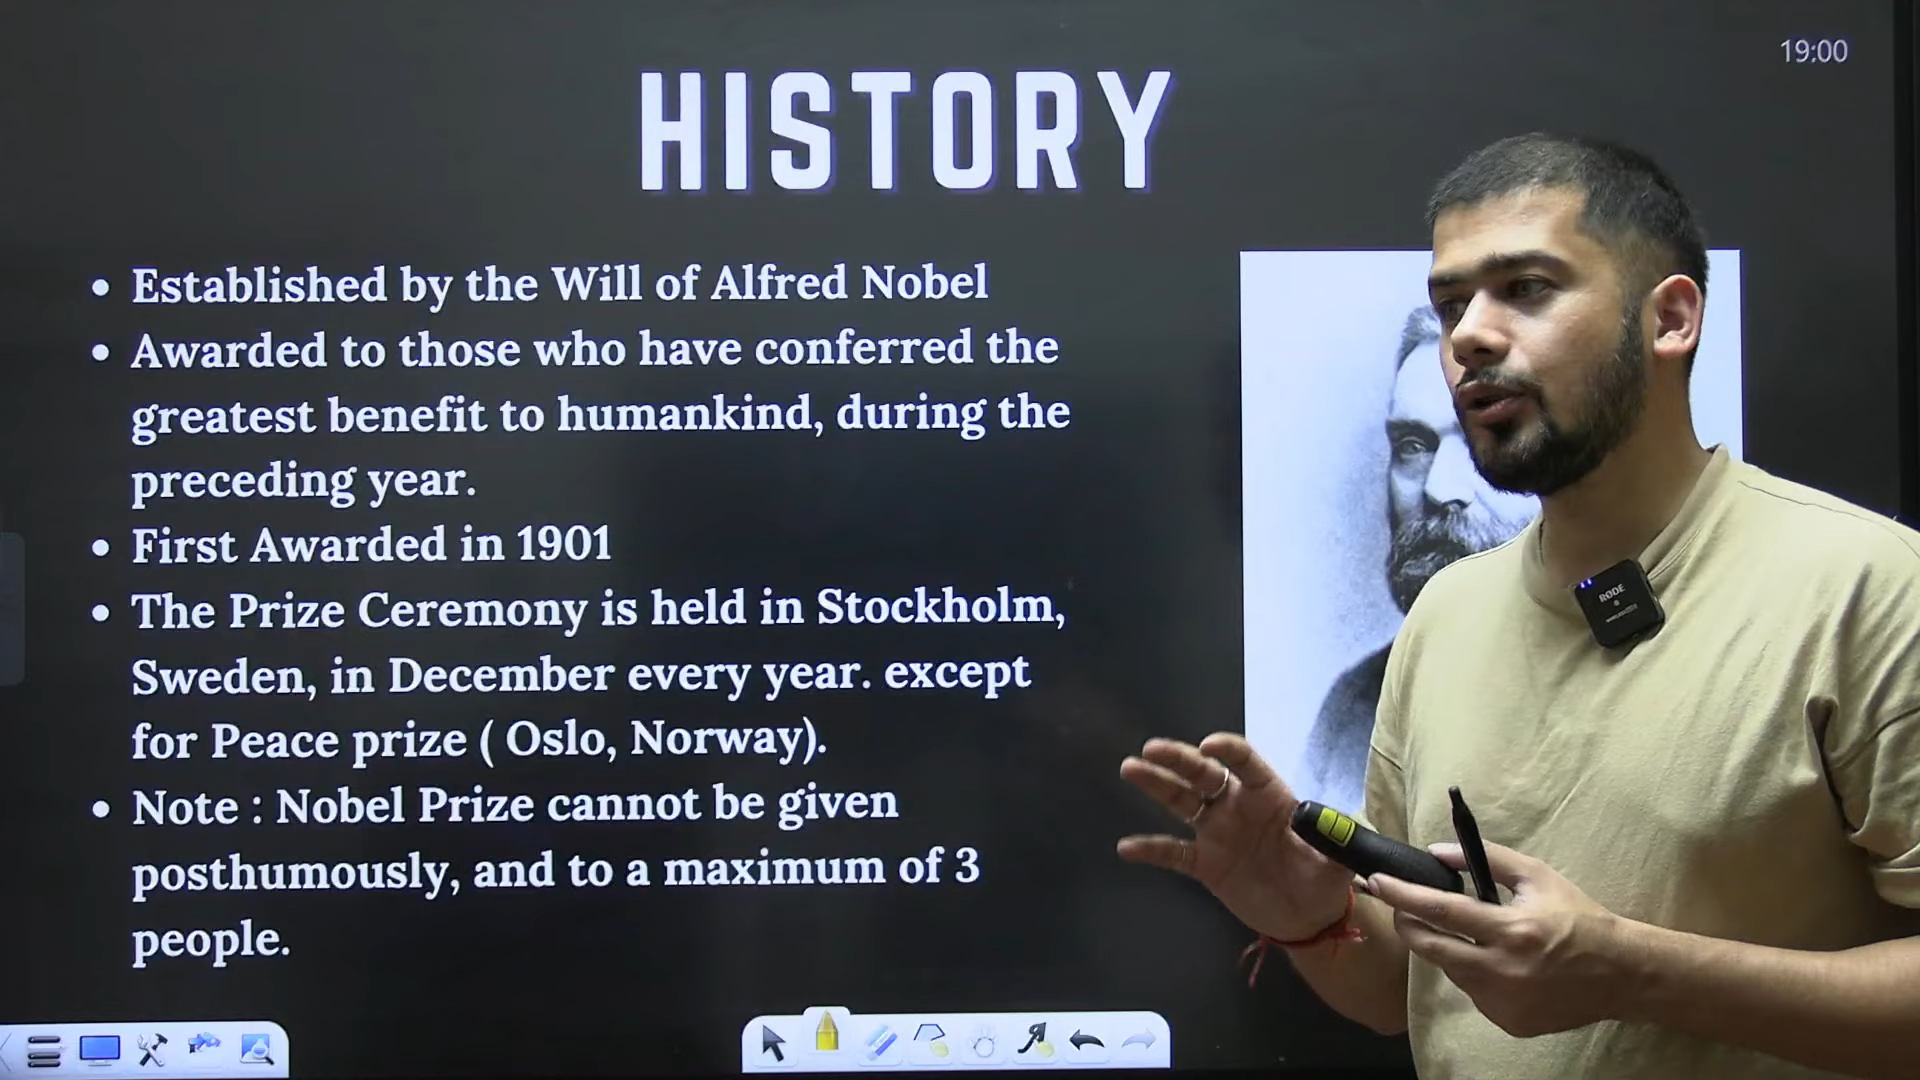 19:00
HISTORY
• Established by the Will of Alfred Nobel
• Awarded to those who have conferred the
greatest benefit to humankind, during the
preceding year.
• First Awarded in 1901
• The Prize Ceremony is held in Stockholm,
Sweden, in December every year. except
for Peace prize ( Oslo, Norway).
• Note : Nobel Prize cannot be given
posthumously, and to a maximum of 3
people.
RØDE